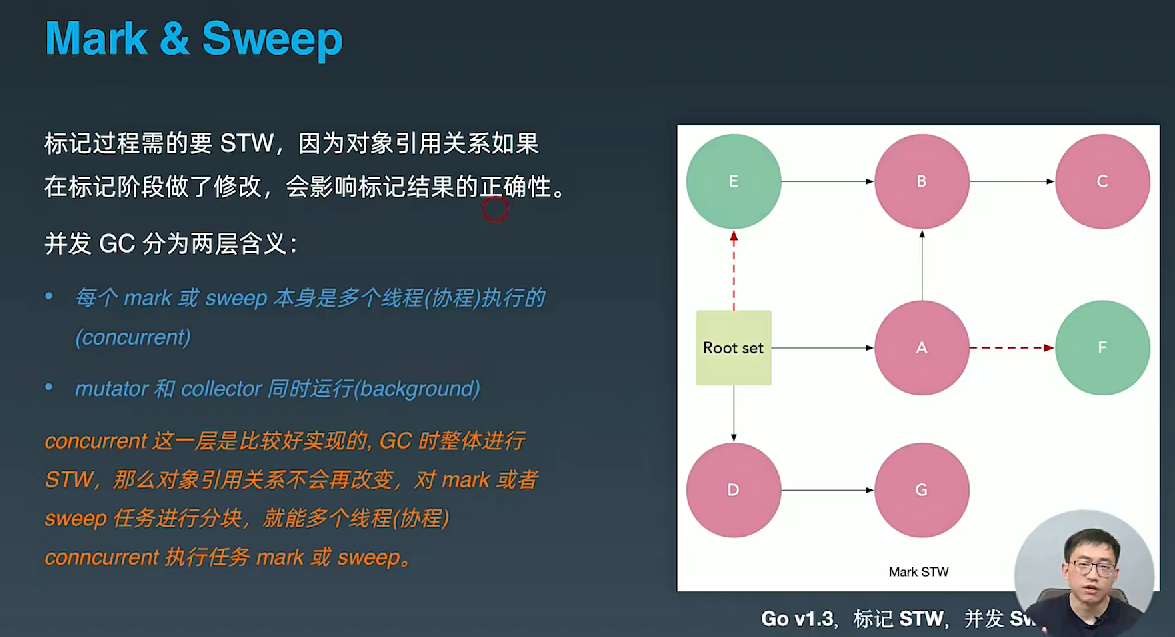 Mark & Sweep
标记过程需的要 STW，因为对象引用关系如果
在标记阶段做了修改，会影响标记结果的正确性。
并发 GC 分为两层含义：
• 每个 mark 或 sweep 本身是多个线程(协程)执行的
(concurrent)
• mutator 和 collector 同时运行(background)
concurrent 这一层是比较好实现的, GC 时整体进行
STW，那么对象引用关系不会再改变，对 mark 或者
sweep 任务进行分块，就能多个线程(协程)
conncurrent 执行任务 mark 或 sweep。
E
B
C
Root set
A
F
D
G
Mark STW
Go v1.3，标记 STW，并发